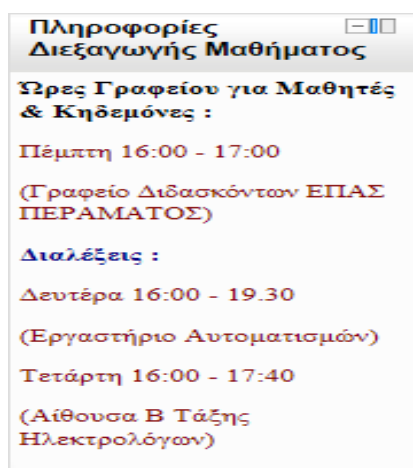 Πληροφορίες
Διεξαγωγής Μαθήματος
Ώρες Γραφείου για Μαθητές
& Κηδεμόνες :
Πέμπτη 16:00 - 17:00
(Γραφείο Διδασκόντων ΕΠΑΣ
ΠΕΡΑΜΑΤΟΣ)
Διαλέξεις :
Δευτέρα 16:00 - 19.30
(Εργαστήριο Αυτοματισμών)
Τετάρτη 16:00 - 17:40
(Αίθουσα Β Τάξης
Ηλεκτρολόγων)